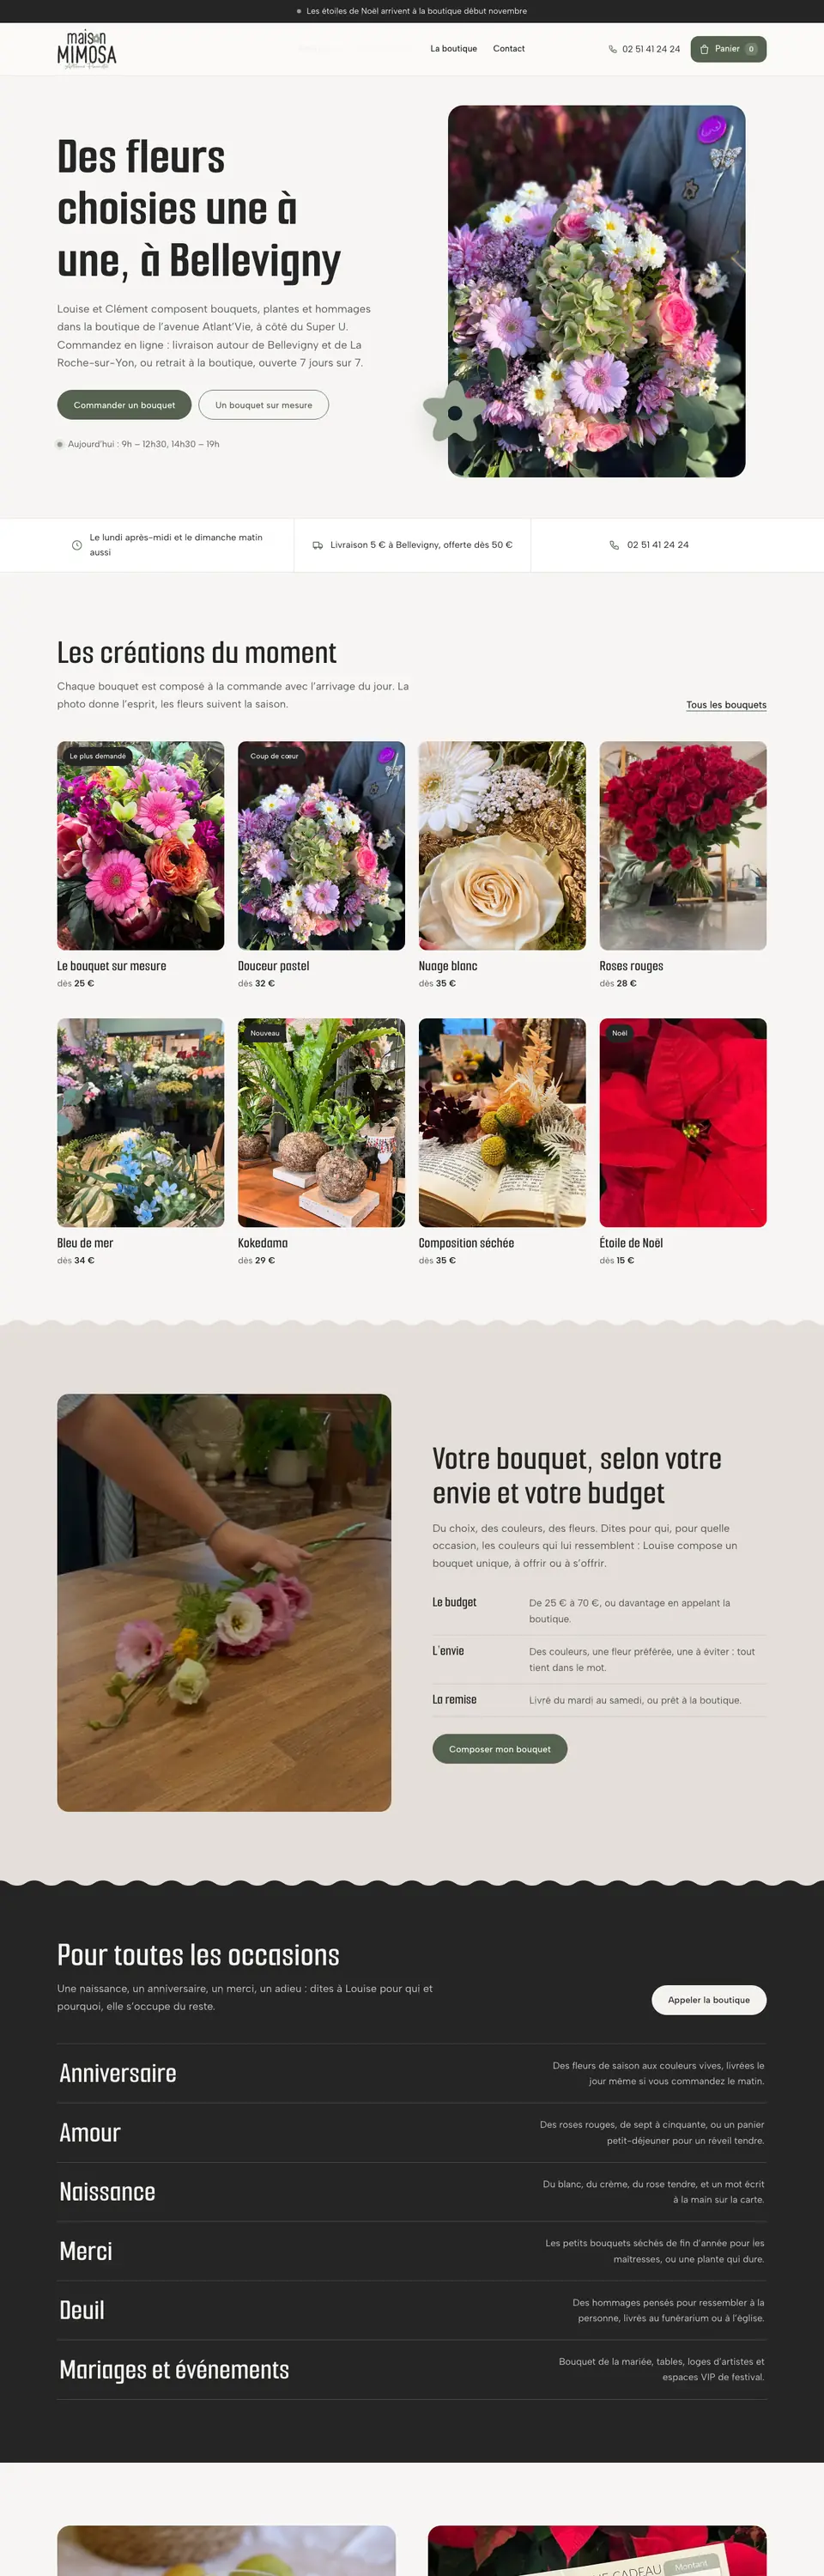 Les étoiles de Noël arrivent à la boutique début novembre
maison
MIMOSA
La boutique
Contact
02 51 41 24 24
Panier 0
Des fleurs
choisies une à
une, à Bellevigny
Louise et Clément composent bouquets, plantes et hommages
dans la boutique de l'avenue Atlant'Vie, à côté du Super U.
Commandez en ligne : livraison autour de Bellevigny et de La
Roche-sur-Yon, ou retrait à la boutique, ouverte 7 jours sur 7.
Commander un bouquet
Un bouquet sur mesure
Aujourd'hui : 9h – 12h30, 14h30 – 19h
Le lundi après-midi et le dimanche matin
aussi
Livraison 5 € à Bellevigny, offerte dès 50 €
02 51 41 24 24
Les créations du moment
Chaque bouquet est composé à la commande avec l'arrivage du jour. La
photo donne l'esprit, les fleurs suivent la saison.
Tous les bouquets
Le plus demandé
Coup de cœur
Le bouquet sur mesure
dès 25 €
Douceur pastel
dès 32 €
Nuage blanc
dès 35 €
Roses rouges
dès 28 €
Nouveau
Noël
Bleu de mer
dès 34 €
Kokedama
dès 29 €
Composition séchée
dès 35 €
Étoile de Noël
dès 15 €
Votre bouquet, selon votre
envie et votre budget
Du choix, des couleurs, des fleurs. Dites pour qui, pour quelle
occasion, les couleurs qui lui ressemblent : Louise compose un
bouquet unique, à offrir ou à s'offrir.
Le budget
De 25 € à 70 €, ou davantage en appelant la
boutique.
L'envie
Des couleurs, une fleur préférée, une à éviter : tout
tient dans le mot.
La remise
Livré du mardi au samedi, ou prêt à la boutique.
Composer mon bouquet
Pour toutes les occasions
Une naissance, un anniversaire, un merci, un adieu : dites à Louise pour qui et
pourquoi, elle s'occupe du reste.
Appeler la boutique
Anniversaire
Des fleurs de saison aux couleurs vives, livrées le
jour même si vous commandez le matin.
Amour
Des roses rouges, de sept à cinquante, ou un panier
petit-déjeuner pour un réveil tendre.
Naissance
Du blanc, du crème, du rose tendre, et un mot écrit
à la main sur la carte.
Merci
Les petits bouquets séchés de fin d'année pour les
maîtresses, ou une plante qui dure.
Deuil
Des hommages pensés pour ressembler à la
personne, livrés au funérarium ou à l'église.
Mariages et événements
Bouquet de la mariée, tables, loges d'artistes et
espaces VIP de festival.
CADEAU
Montant